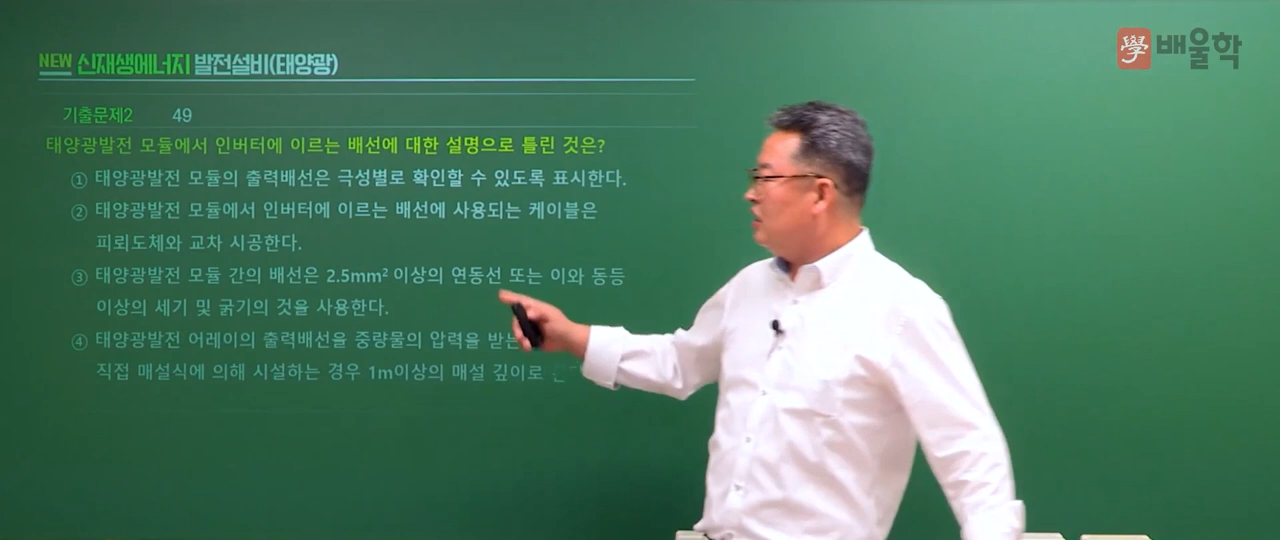 學 배울학
NEW 신재생에너지 발전설비(태양광)
기출문제2 49
태양광발전 모듈에서 인버터에 이르는 배선에 대한 설명으로 틀린 것은?
① 태양광발전 모듈의 출력배선은 극성별로 확인할 수 있도록 표시한다.
② 태양광발전 모듈에서 인버터에 이르는 배선에 사용되는 케이블은
피뢰도체와 교차 시공한다.
③ 태양광발전 모듈 간의 배선은 2.5mm² 이상의 연동선 또는 이와 동등
이상의 세기 및 굵기의 것을 사용한다.
④ 태양광발전 어레이의 출력배선을 중량물의 압력을 받는
직접 매설식에 의해 시설하는 경우 1m이상의 매설 깊이로